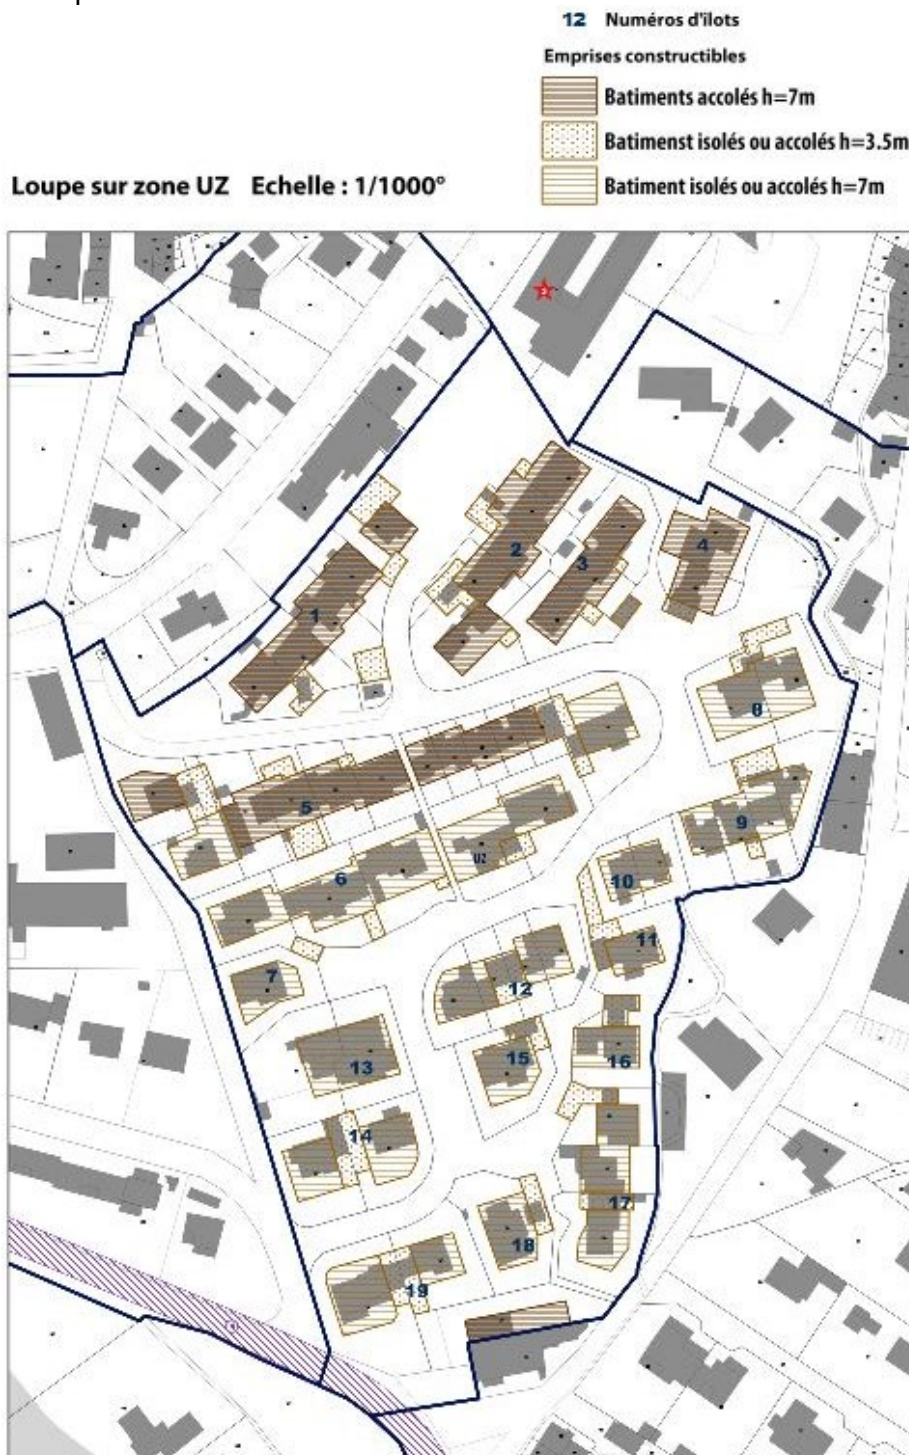 12 Numéros d'îlots
Emprises constructibles
Batiments accolés h=7m
Batimenst isolés ou accolés h=3.5m
Batiment isolés ou accolés h=7m
Loupe sur zone UZ Echelle : 1/1000°
3
2
4
3
1
8
5
9
UZ
6
10
11
7
12
15
16
13
14
17
18
19